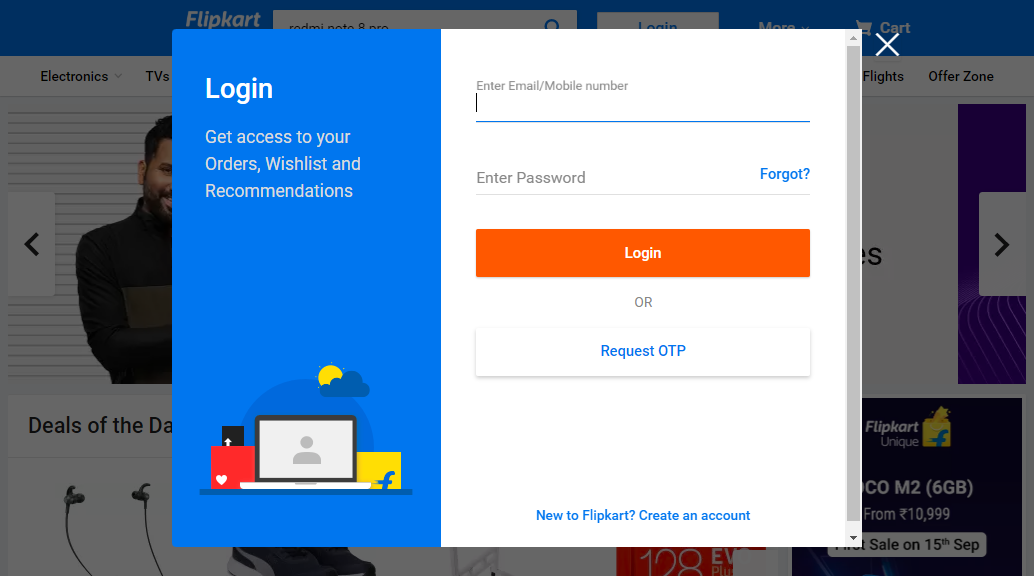 Flipkart
redmi note 8 pro
Login
More
Cart
Electronics
TVs
Flights
Offer Zone
Login
Get access to your
Orders, Wishlist and
Recommendations
Enter Email/Mobile number
Enter Password
Forgot?
Login
OR
Request OTP
New to Flipkart? Create an account
es
Deals of the Da
Flipkart
Unique
OCO M2 (6GB)
From ₹10,999
First Sale on 15th Sep
128
Plus